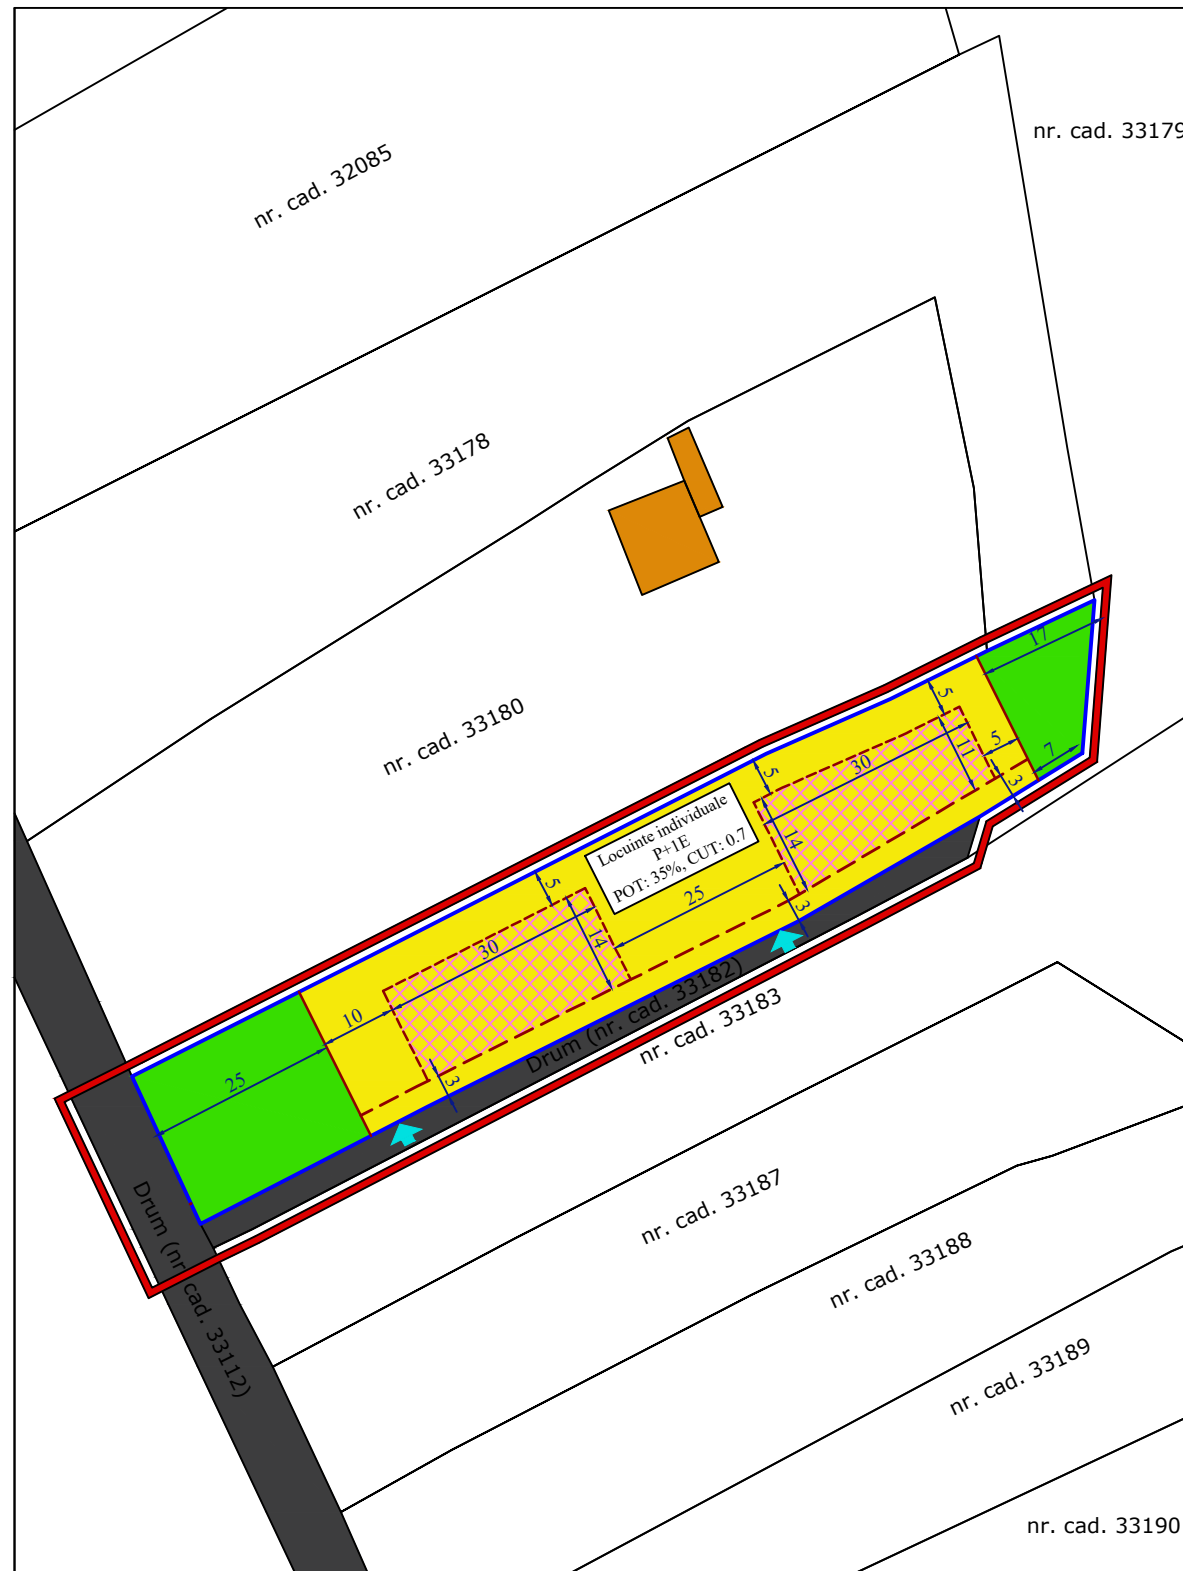 nr. cad. 33179
nr. cad. 32085
nr. cad. 33178
nr. cad. 33180
17
5
5
7
11
30
3
5
14
Locuinte individuale
P+1E
POT: 35%, CUT: 0.7
25
3
5
14
30
10
25
3
Drum (nr. cad. 33182)
nr. cad. 33183
Drum (nr. cad. 33112)
nr. cad. 33187
nr. cad. 33188
nr. cad. 33189
nr. cad. 33190